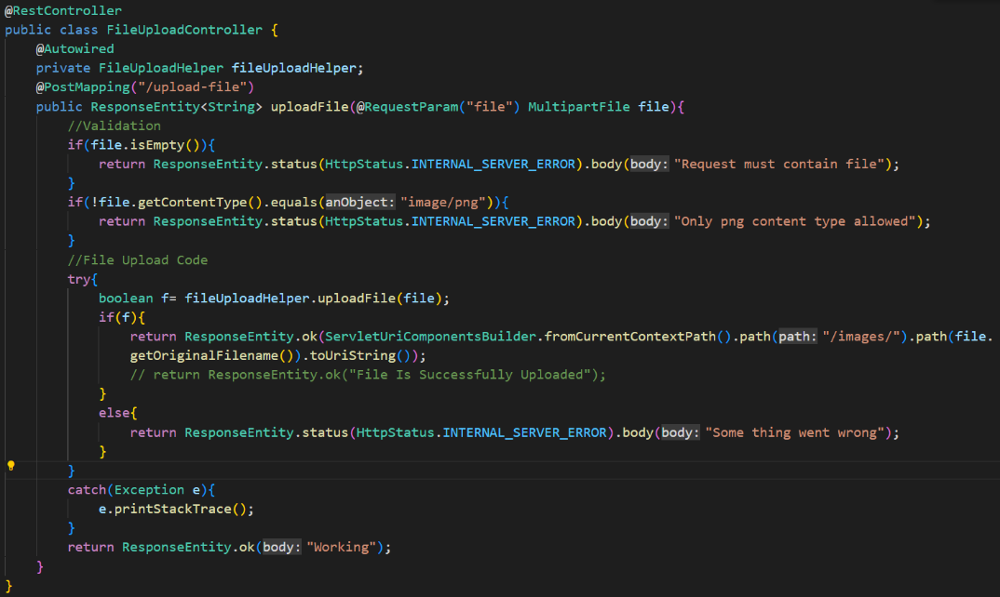 @RestController
public class FileUploadController {
    @Autowired
    private FileUploadHelper fileUploadHelper;
    @PostMapping("/upload-file")
    public ResponseEntity<String> uploadFile(@RequestParam("file") MultipartFile file){
        //Validation
        if(file.isEmpty()){
            return ResponseEntity.status(HttpStatus.INTERNAL_SERVER_ERROR).body(body: "Request must contain file");
        }
        if(!file.getContentType().equals(anObject: "image/png")){
            return ResponseEntity.status(HttpStatus.INTERNAL_SERVER_ERROR).body(body: "Only png content type allowed");
        }
        //File Upload Code
        try{
            boolean f= fileUploadHelper.uploadFile(file);
            if(f){
                return ResponseEntity.ok(ServletUriComponentsBuilder.fromCurrentContextPath().path(path: "/images/").path(file.
                getOriginalFilename()).toUriString());
                // return ResponseEntity.ok("File Is Successfully Uploaded");
            }
            else{
                return ResponseEntity.status(HttpStatus.INTERNAL_SERVER_ERROR).body(body: "Some thing went wrong");
            }
        }
        catch(Exception e){
            e.printStackTrace();
        }
        return ResponseEntity.ok(body: "Working");
    }
}